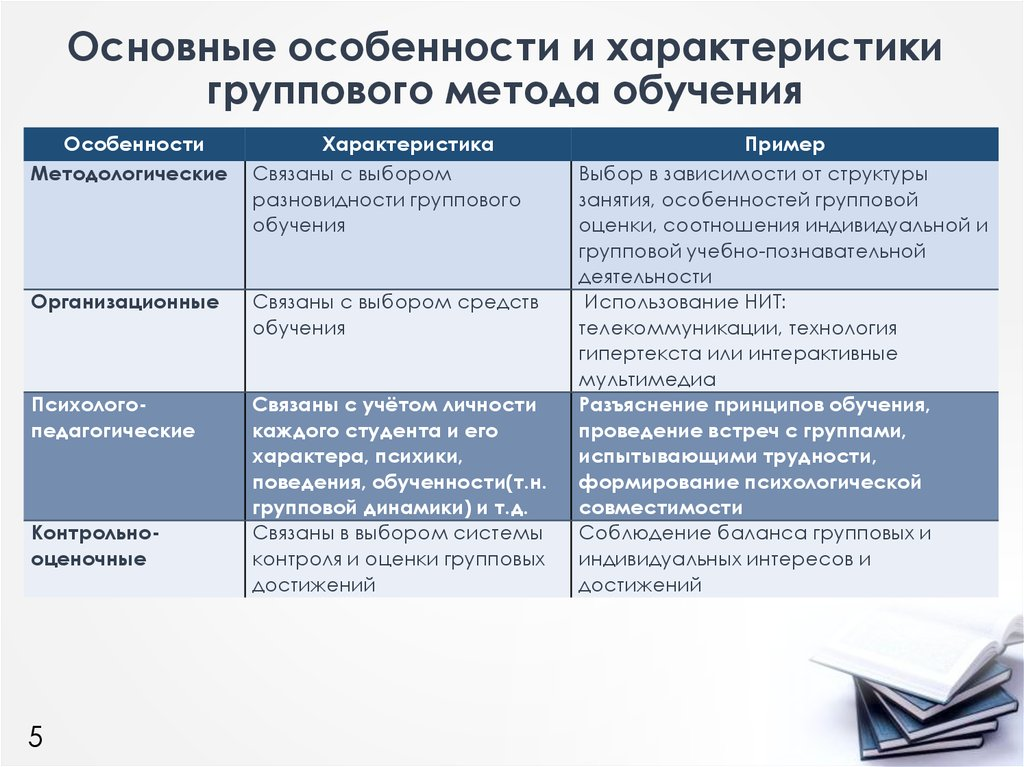 Основные особенности и характеристики
группового метода обучения
Особенности
Характеристика
Пример
Методологические
Связаны с выбором
разновидности группового
обучения
Выбор в зависимости от структуры
занятия, особенностей групповой
оценки, соотношения индивидуальной и
групповой учебно-познавательной
деятельности
Организационные
Связаны с выбором средств
обучения
Использование НИТ:
телекоммуникации, технология
гипертекста или интерактивные
мультимедиа
Психолого-
педагогические
Связаны с учётом личности
каждого студента и его
характера, психики,
поведения, обученности(т.н.
групповой динамики) и т.д.
Разъяснение принципов обучения,
проведение встреч с группами,
испытывающими трудности,
формирование психологической
совместимости
Контрольно-
оценочные
Связаны в выбором системы
контроля и оценки групповых
достижений
Соблюдение баланса групповых и
индивидуальных интересов и
достижений
5